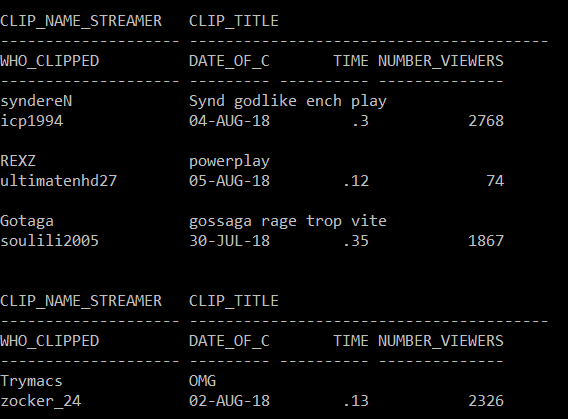 CLIP_NAME_STREAMER   CLIP_TITLE
-------------------- ----------------------------------------
WHO_CLIPPED          DATE_OF_C       TIME NUMBER_VIEWERS
-------------------- --------- ---------- --------------
syndereN             Synd godlike ench play
icp1994              04-AUG-18         .3           2768

REXZ                 powerplay
ultimatenhd27        05-AUG-18        .12             74

Gotaga               gossaga rage trop vite
soulili2005          30-JUL-18        .35           1867


CLIP_NAME_STREAMER   CLIP_TITLE
-------------------- ----------------------------------------
WHO_CLIPPED          DATE_OF_C       TIME NUMBER_VIEWERS
-------------------- --------- ---------- --------------
Trymacs              OMG
zocker_24            02-AUG-18        .13           2326